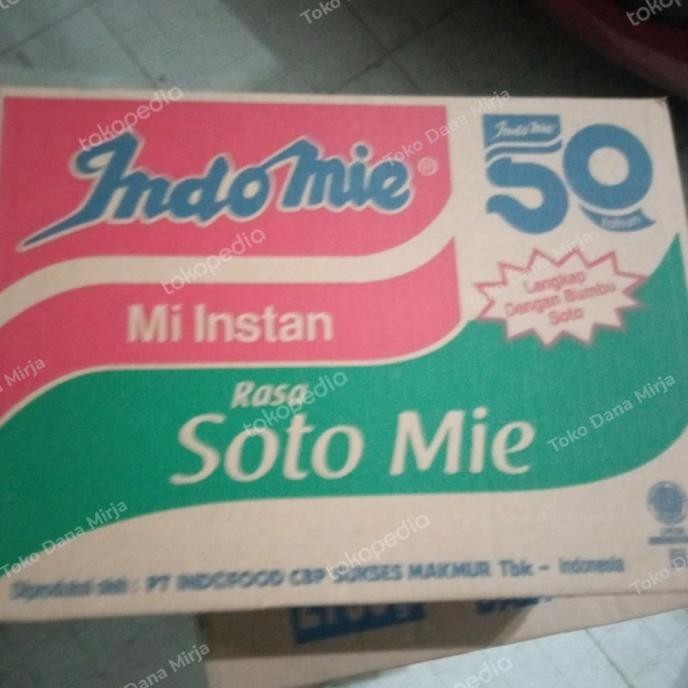 Indomie
Indomie
50
Tahun
Mi Instan
Langkap
Dengan Bumbu
Soto
Rasa
Soto Mie
Diproduksi oleh : PT INDOFOOD CBP SUKSES MAKMUR Tbk - Indonesia
tokopedia
Toko Dana Mirja